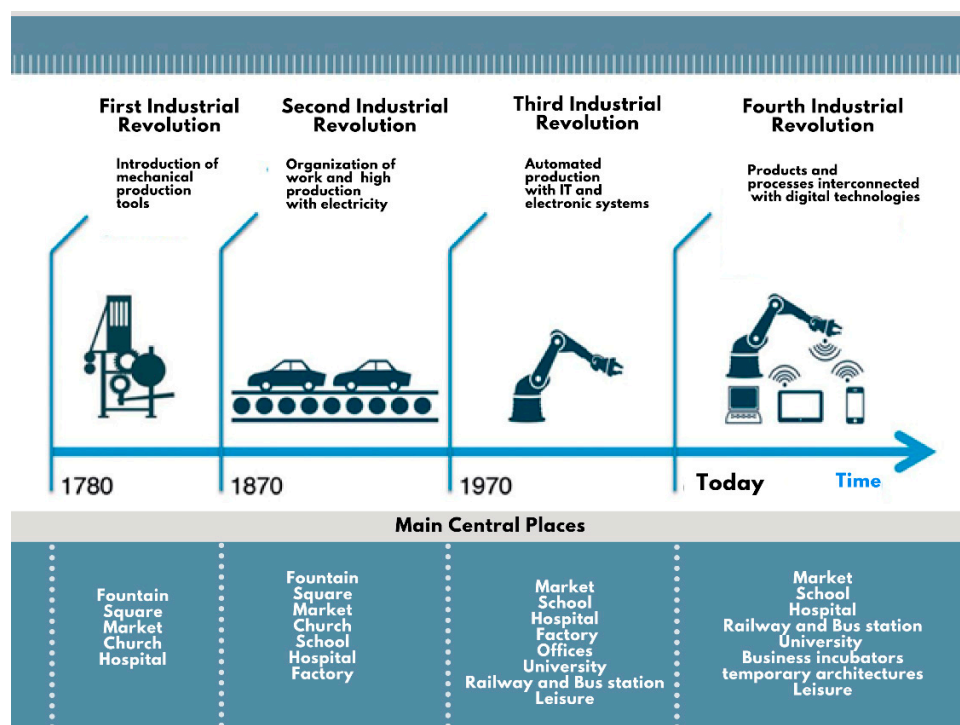 First Industrial
Revolution
Second Industrial
Revolution
Third Industrial
Revolution
Fourth Industrial
Revolution
Introduction of
mechanical
production
tools
Organization of
work and high
production
with electricity
Automated
production
with IT and
electronic systems
Products and
processes interconnected
with digital technologies
1780
1870
1970
Today
Time
Main Central Places
Fountain
Square
Market
Church
Hospital
Fountain
Square
Market
Church
School
Hospital
Factory
Market
School
Hospital
Factory
Offices
University
Railway and Bus station
Leisure
Market
School
Hospital
Railway and Bus station
University
Business incubators
temporary architectures
Leisure